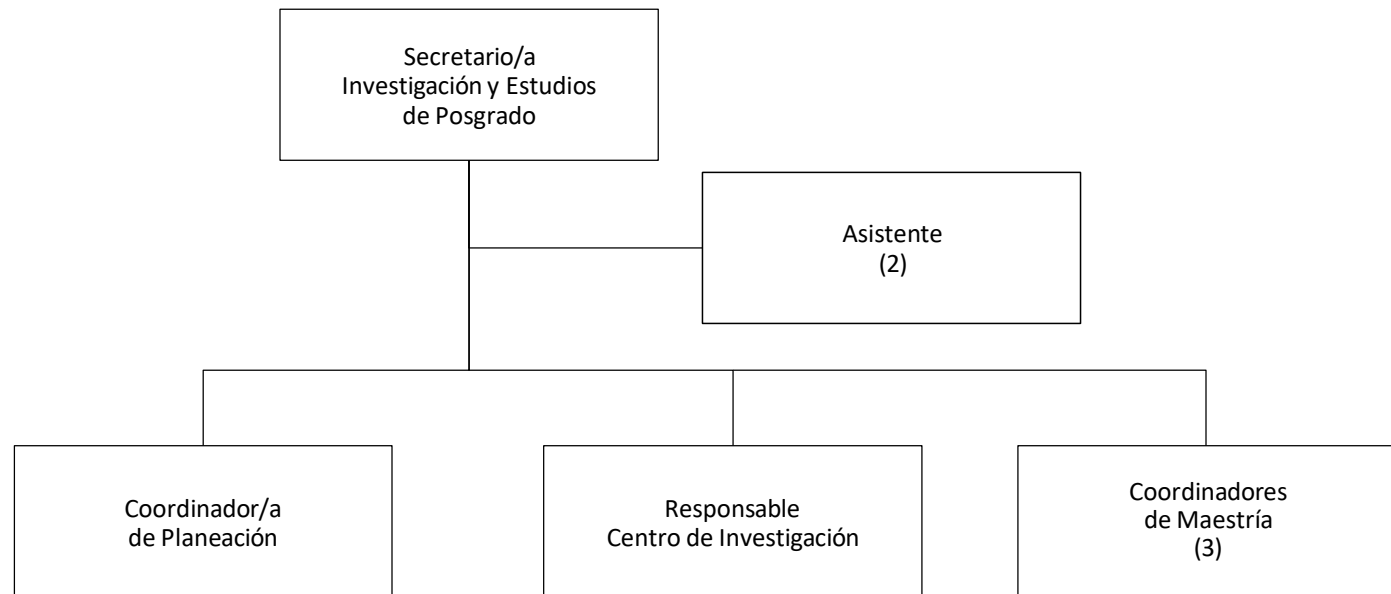 Secretario/a
Investigación y Estudios
de Posgrado
Asistente
(2)
Coordinador/a
de Planeación
Responsable
Centro de Investigación
Coordinadores
de Maestría
(3)